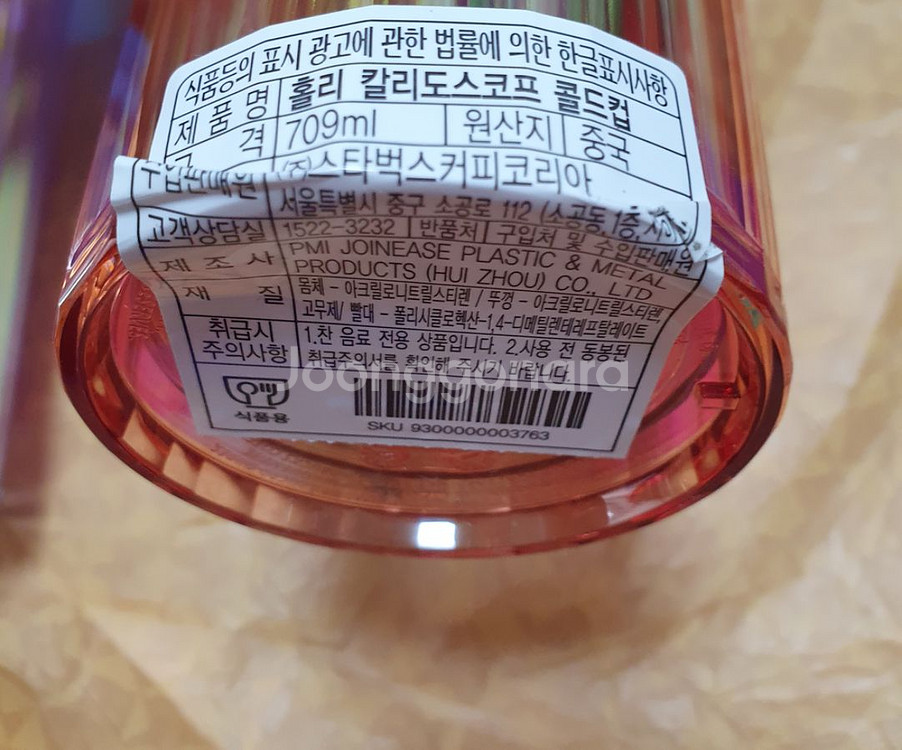 식품등의 표시 광고에 관한 법률에 의한 한글표시사항
제품명 홀리 칼리도스코프 콜드컵
격 709ml 원산지 중국
수입판매원 (주)스타벅스커피코리아
서울특별시 중구 소공로 112 (소공동, 1층
고객상담실 1522-3232 반품처 구입처 및 수입판매원
제조사 PMI JOINEASE PLASTIC & METAL
PRODUCTS (HUI ZHOU) CO., LTD
재질 몸체 - 아크릴로니트릴스티렌 / 뚜껑 - 아크릴로니트릴스티렌,
고무제/ 빨대 - 폴리시클로헥산-1,4-디메틸렌테레프탈레이트
취급시 주의사항 1.찬 음료 전용 상품입니다. 2.사용 전 동봉된
취급주의서를 확인해 주시기 바랍니다.
Joonggonara
식품용
SKU 9300000003763